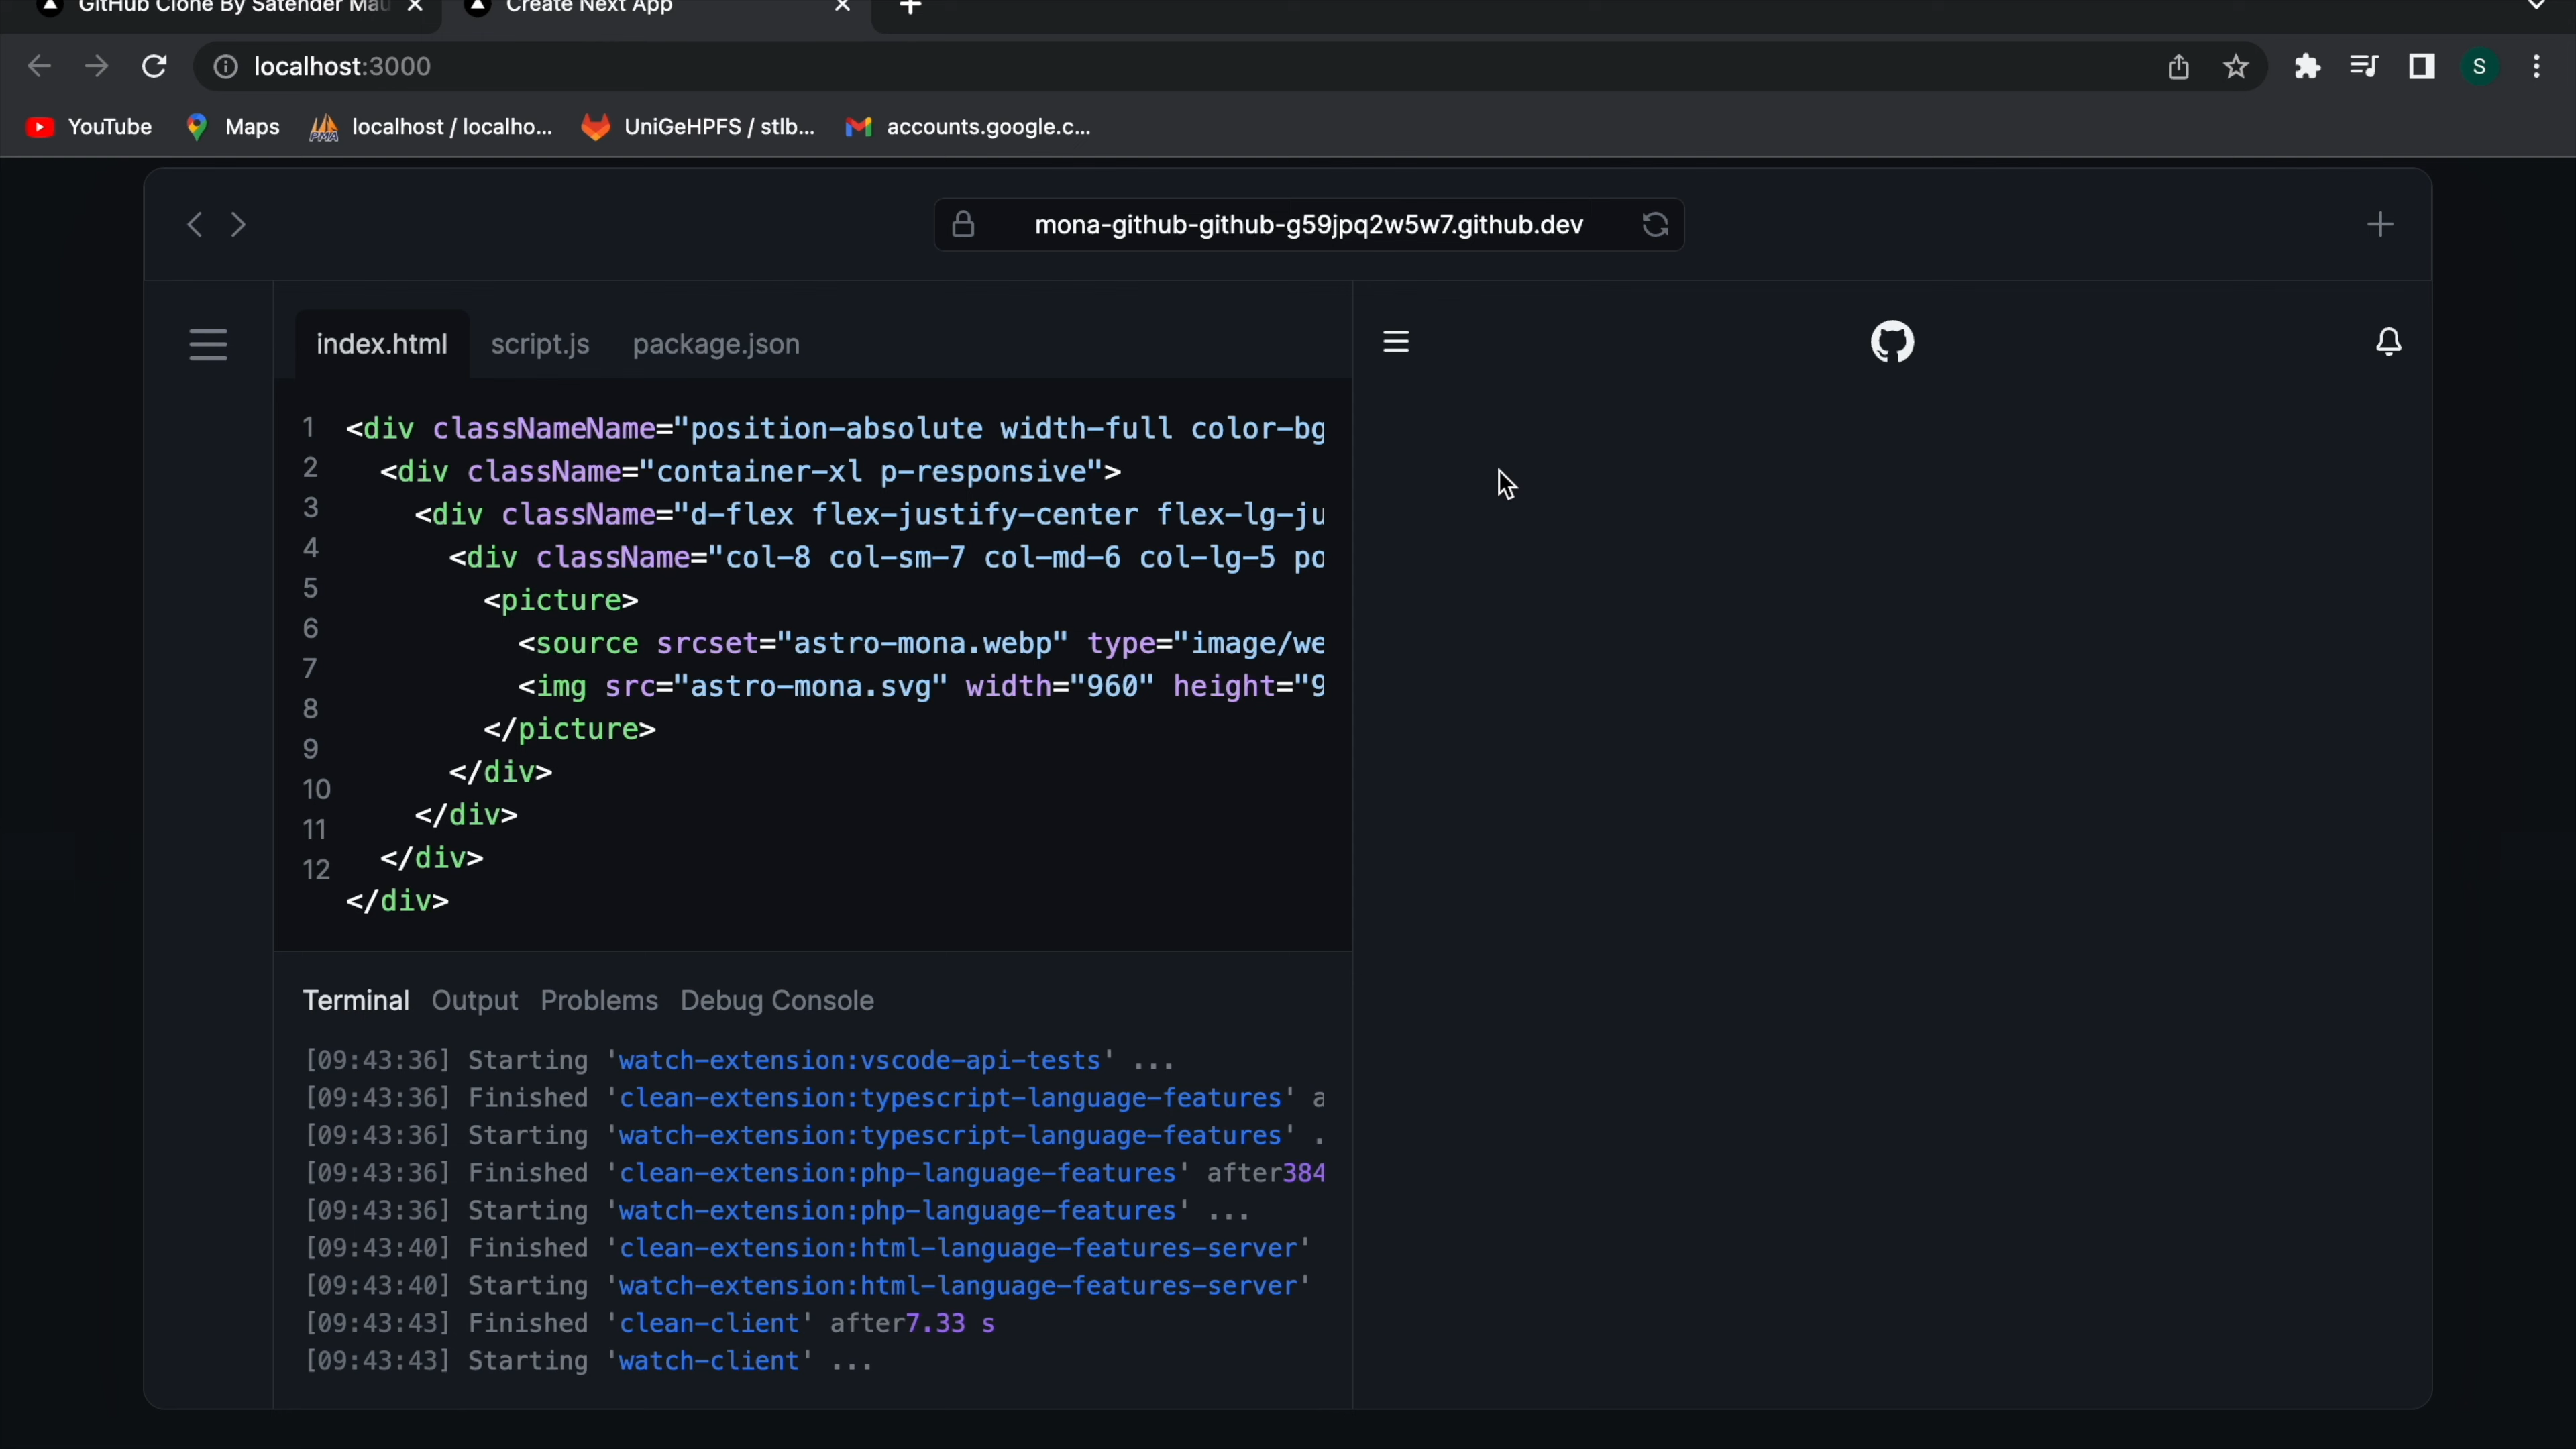 GitHub Clone By Satender Mau
Create Next App
localhost:3000
S
YouTube
Maps
localhost / localho...
UniGeHPFS / stlb...
accounts.google.c...
mona-github-github-g59jpq2w5w7.github.dev
index.html script.js package.json
1 <div classNameName="position-absolute width-full color-bg
2 <div className="container-xl p-responsive">
3 <div className="d-flex flex-justify-center flex-lg-ju
4 <div className="col-8 col-sm-7 col-md-6 col-lg-5 po
5 <picture>
6 <source srcset="astro-mona.webp" type="image/we
7 <img src="astro-mona.svg" width="960" height="9
8 </picture>
9 </div>
10 </div>
11 </div>
12 </div>
Terminal Output Problems Debug Console
[09:43:36] Starting 'watch-extension:vscode-api-tests' ...
[09:43:36] Finished 'clean-extension:typescript-language-features' a
[09:43:36] Starting 'watch-extension:typescript-language-features' .
[09:43:36] Finished 'clean-extension:php-language-features' after384
[09:43:36] Starting 'watch-extension:php-language-features' ...
[09:43:40] Finished 'clean-extension:html-language-features-server'
[09:43:40] Starting 'watch-extension:html-language-features-server'
[09:43:43] Finished 'clean-client' after7.33 s
[09:43:43] Starting 'watch-client' ...